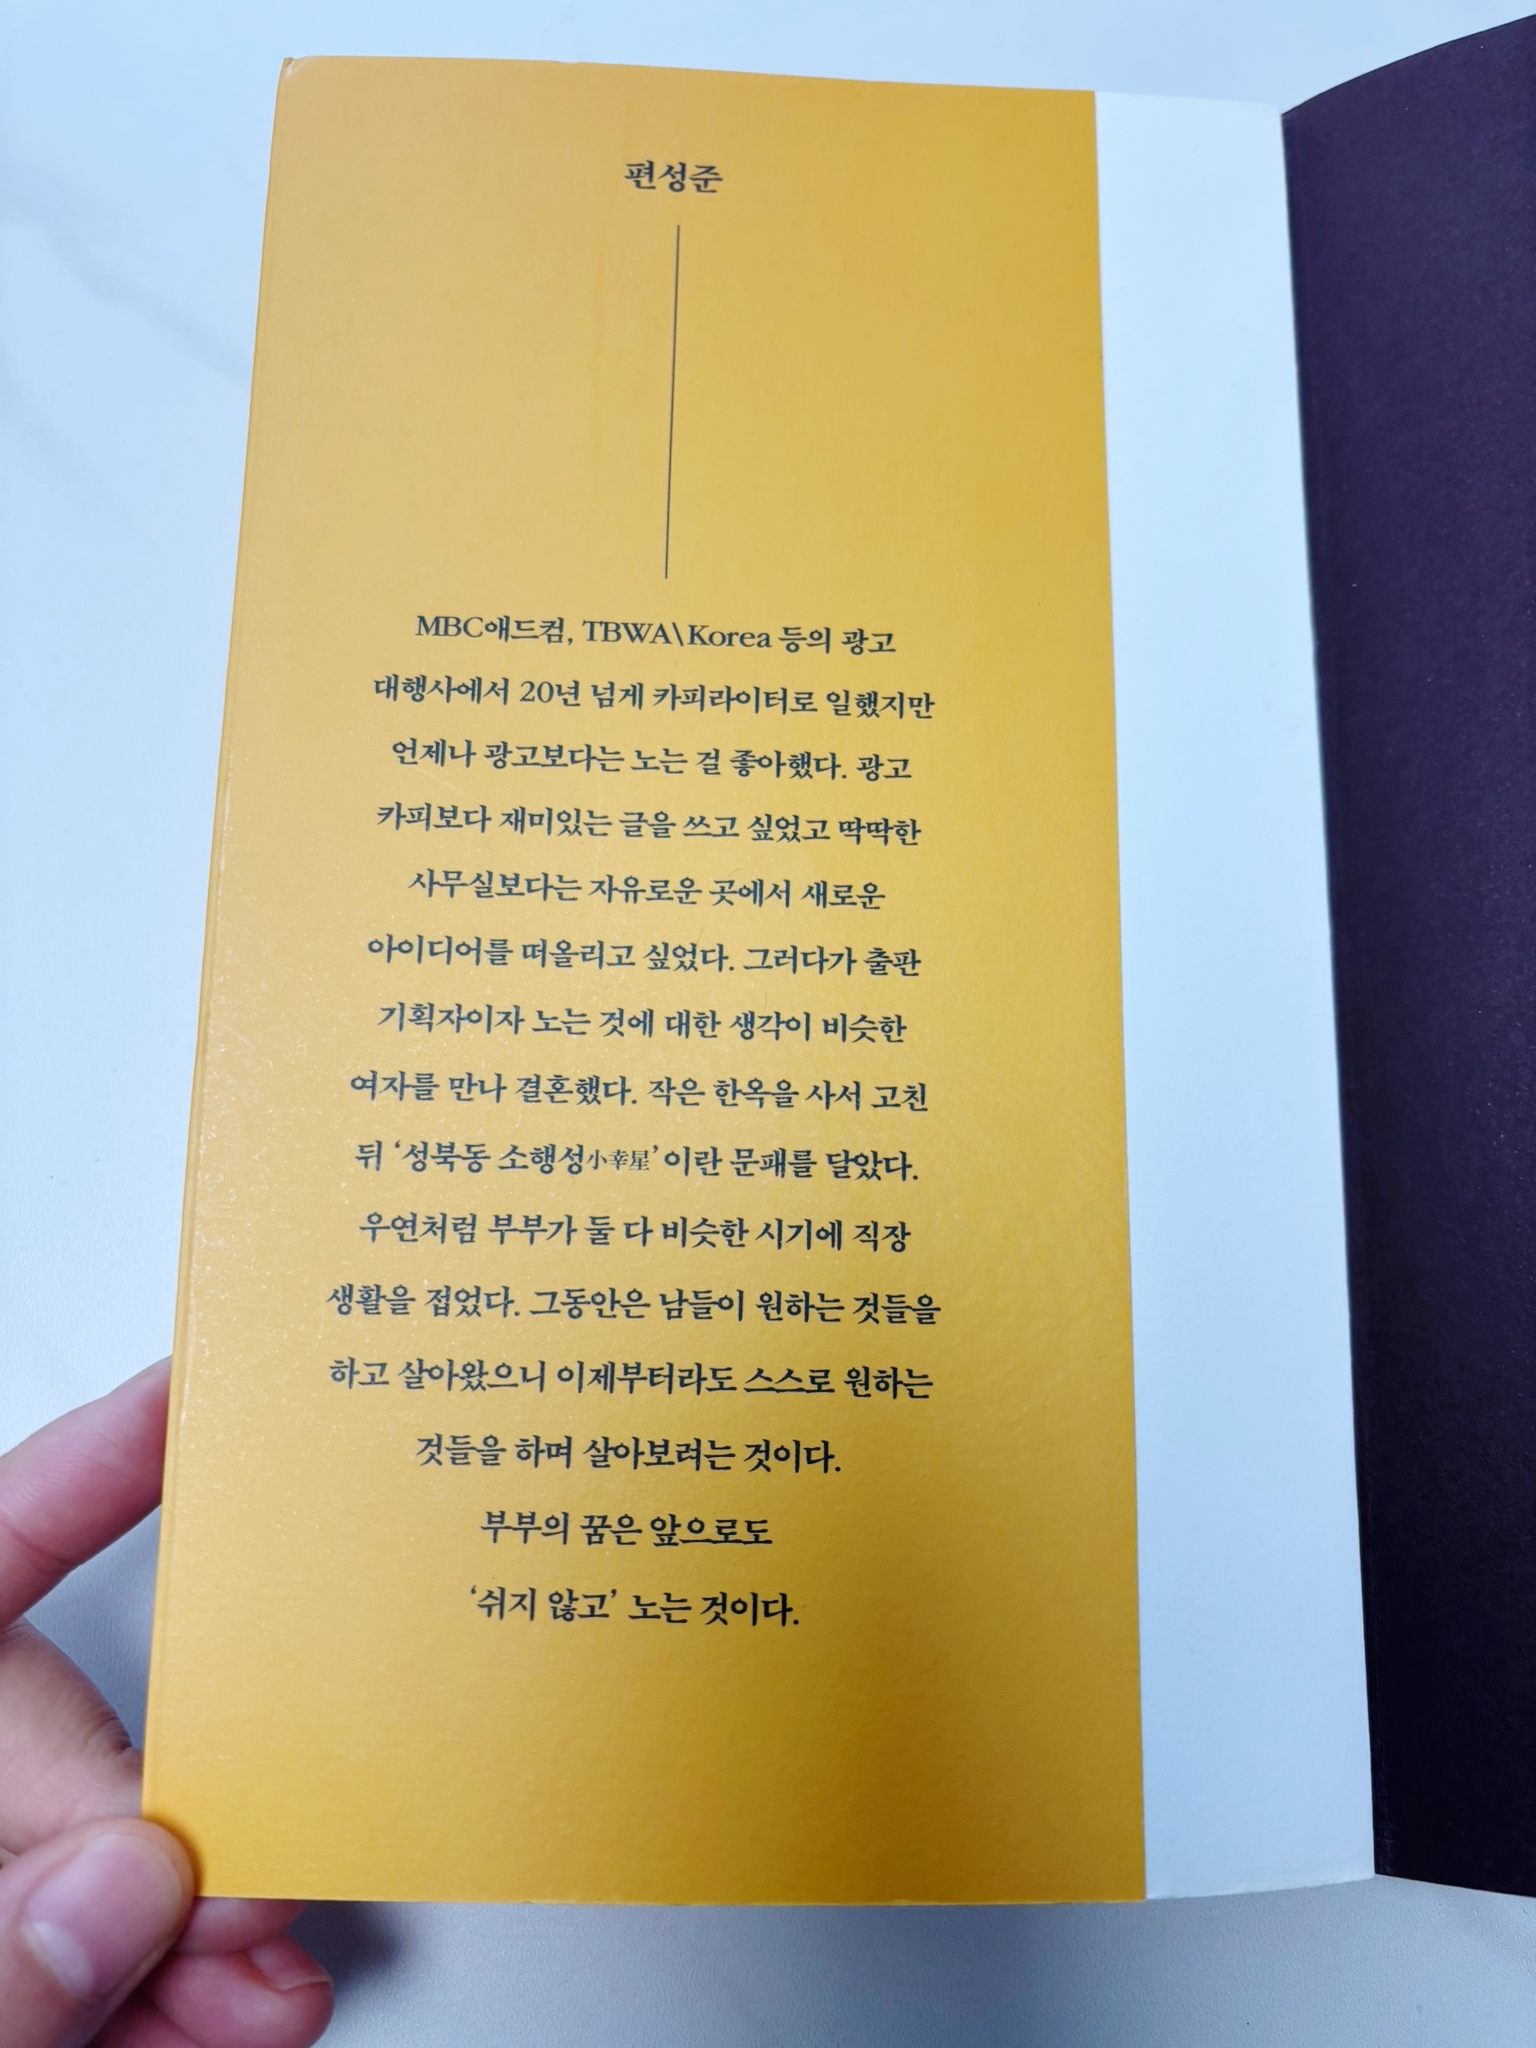 편성준
MBC애드컴, TBWA\Korea 등의 광고
대행사에서 20년 넘게 카피라이터로 일했지만
언제나 광고보다는 노는 걸 좋아했다. 광고
카피보다 재미있는 글을 쓰고 싶었고 딱딱한
사무실보다는 자유로운 곳에서 새로운
아이디어를 떠올리고 싶었다. 그러다가 출판
기획자이자 노는 것에 대한 생각이 비슷한
여자를 만나 결혼했다. 작은 한옥을 사서 고친
뒤 ‘성북동 소행성小幸星’이란 문패를 달았다.
우연처럼 부부가 둘 다 비슷한 시기에 직장
생활을 접었다. 그동안은 남들이 원하는 것들을
하고 살아왔으니 이제부터라도 스스로 원하는
것들을 하며 살아보려는 것이다.
부부의 꿈은 앞으로도
‘쉬지 않고’ 노는 것이다.